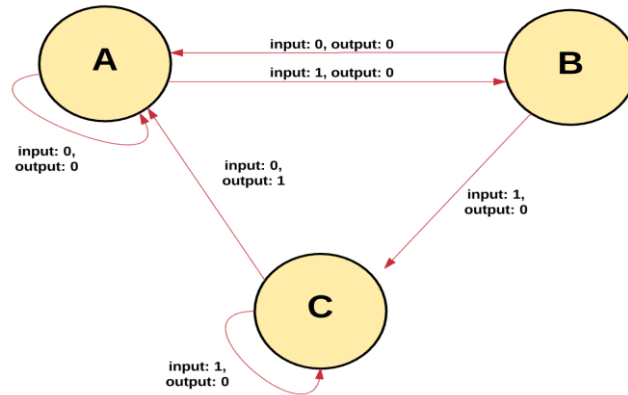 A
B
input: 0, output: 0
input: 1, output: 0
input: 0,
output: 0
input: 0,
output: 1
input: 1,
output: 0
C
input: 1,
output: 0